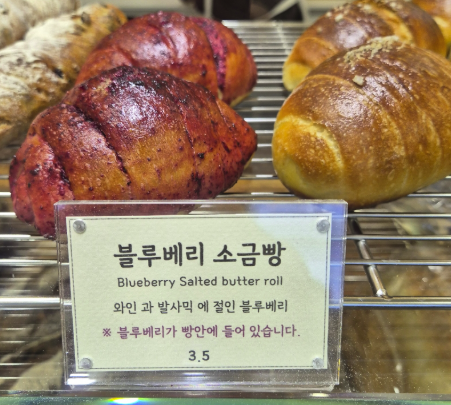 블루베리 소금빵
Blueberry Salted butter roll
와인 과 발사믹 에 절인 블루베리
※ 블루베리가 빵안에 들어 있습니다.
3.5